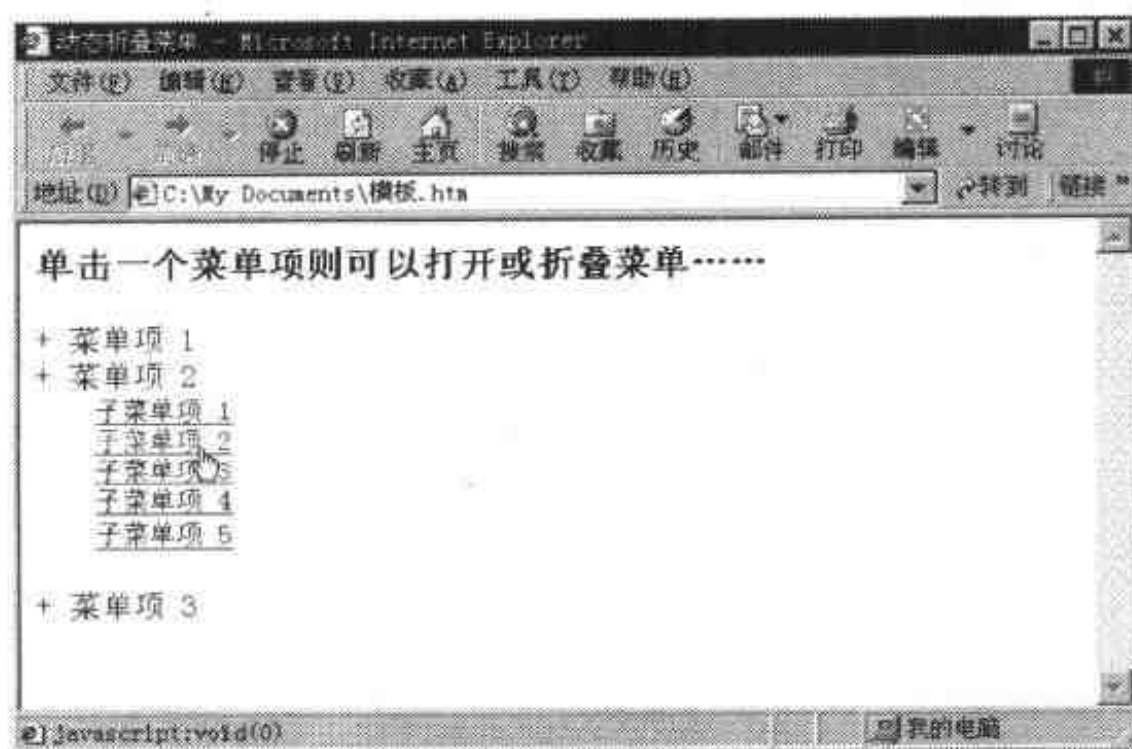 动态折叠菜单 - Microsoft Internet Explorer
文件(F) 编辑(E) 查看(V) 收藏(A) 工具(T) 帮助(H)
停止 刷新 主页 搜索 收藏 历史 邮件 打印 编辑 讨论
地址(D) C:\My Documents\模板.htm 转到 链接 »
单击一个菜单项则可以打开或折叠菜单……
+ 菜单项 1
+ 菜单项 2
子菜单项 1
子菜单项 2
子菜单项 3
子菜单项 4
子菜单项 5
+ 菜单项 3
javascript:void(0) 我的电脑